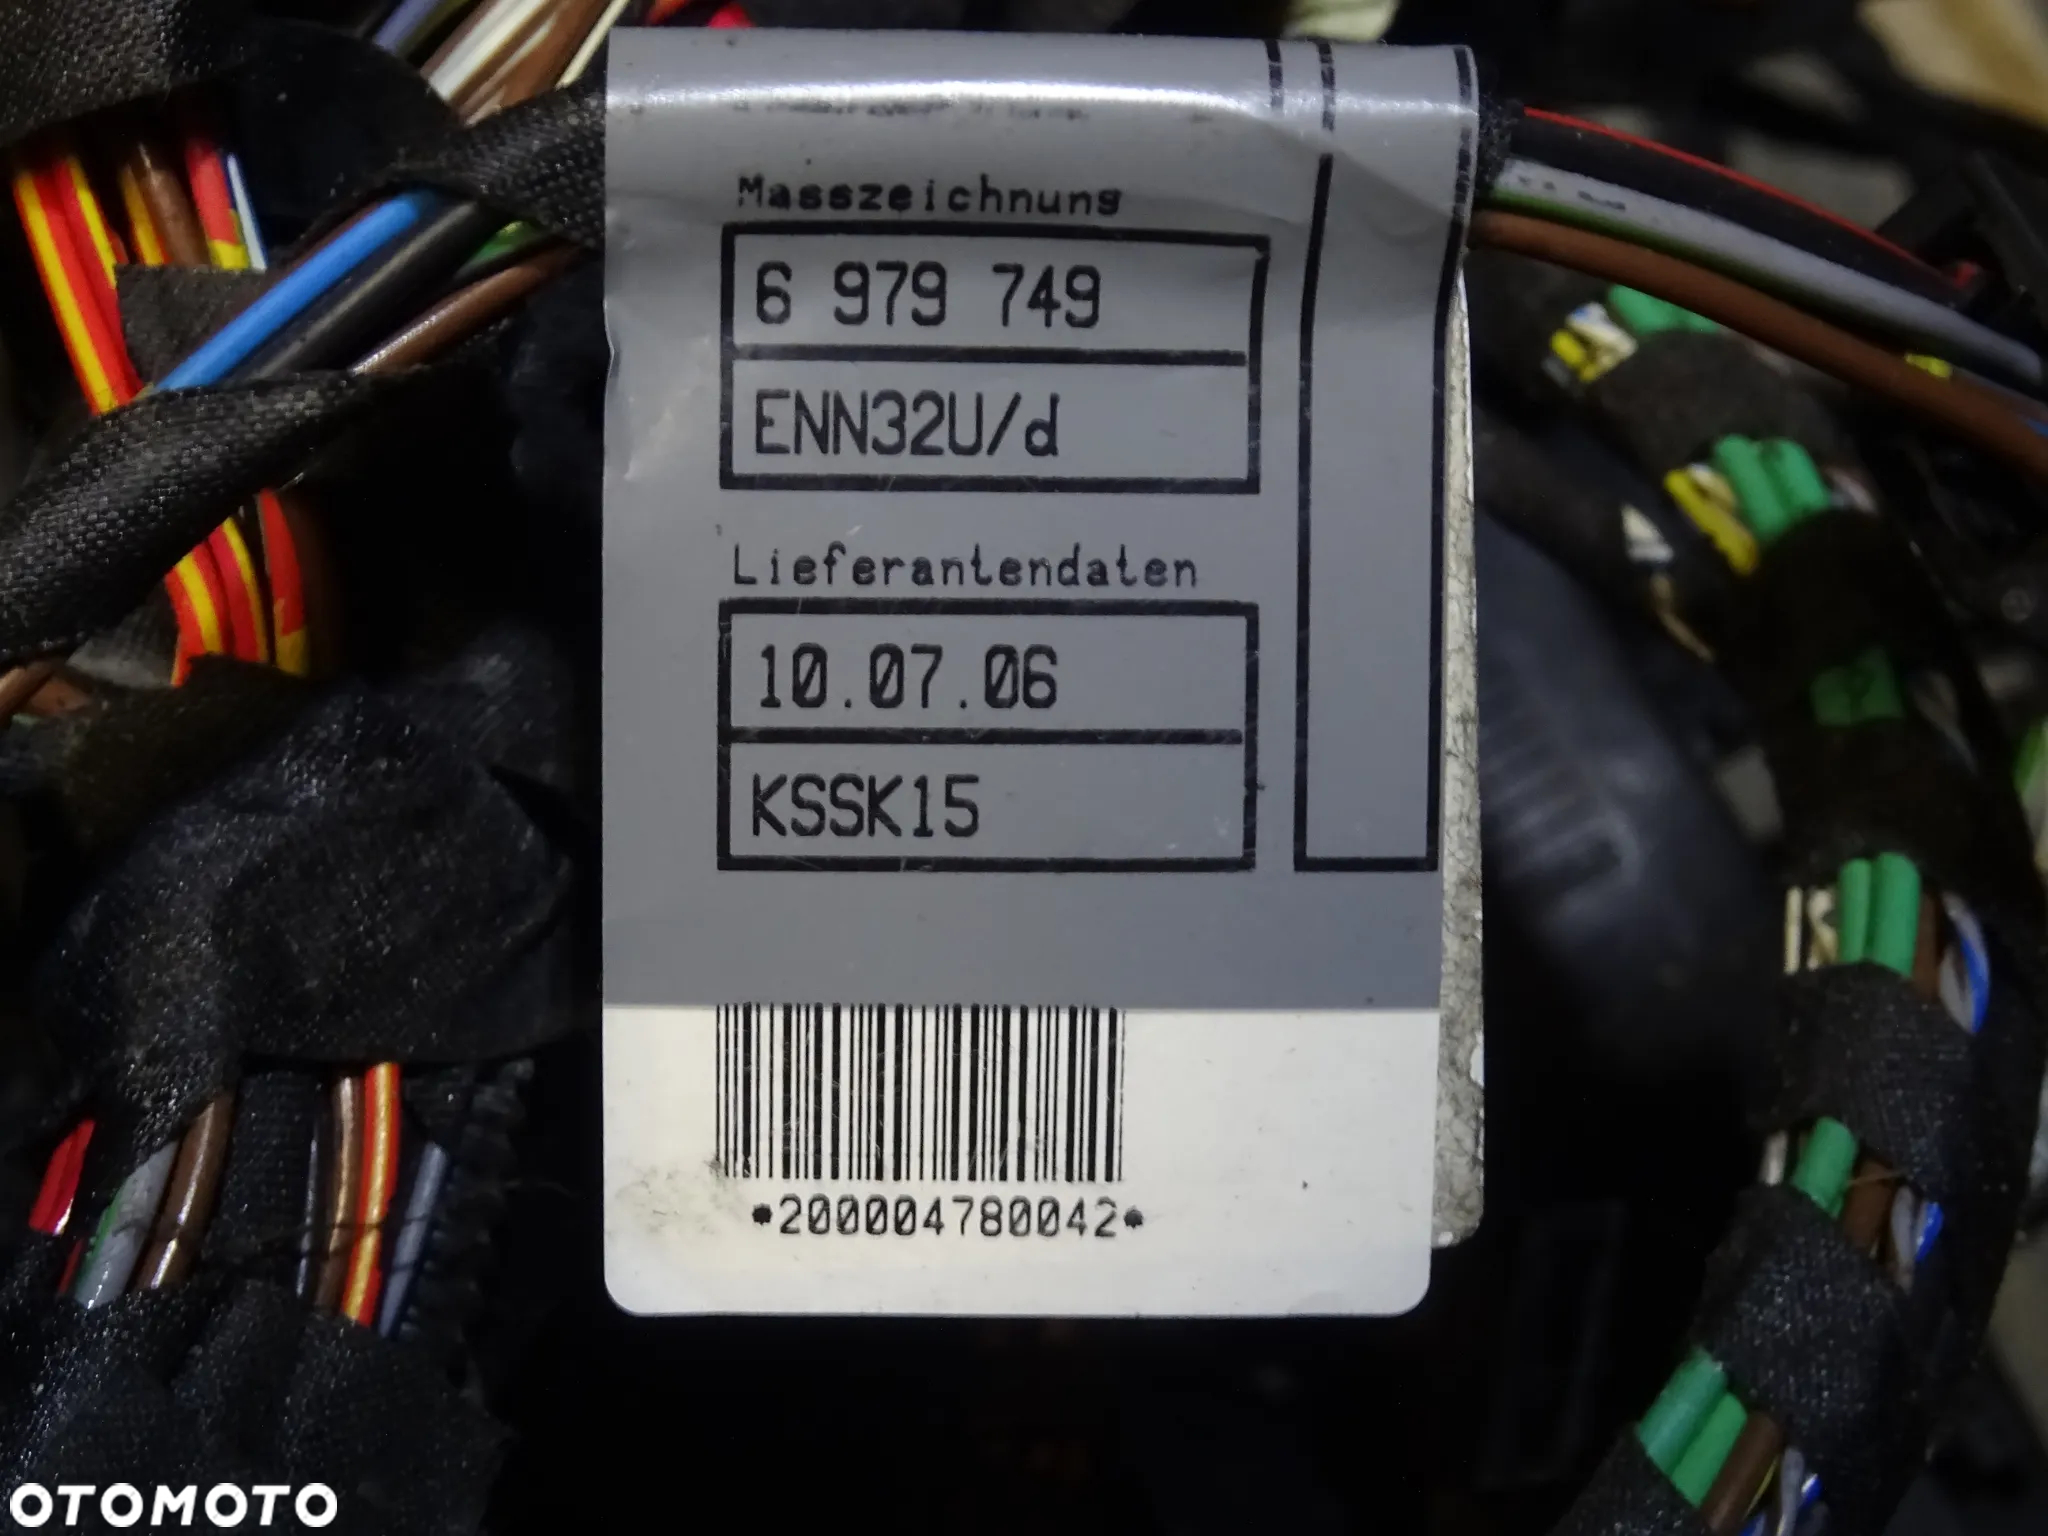 Masszeichnung
6 979 749
ENN32U/d
Lieferantendaten
10.07.06
KSSK15
*200004780042*
OTOMOTO